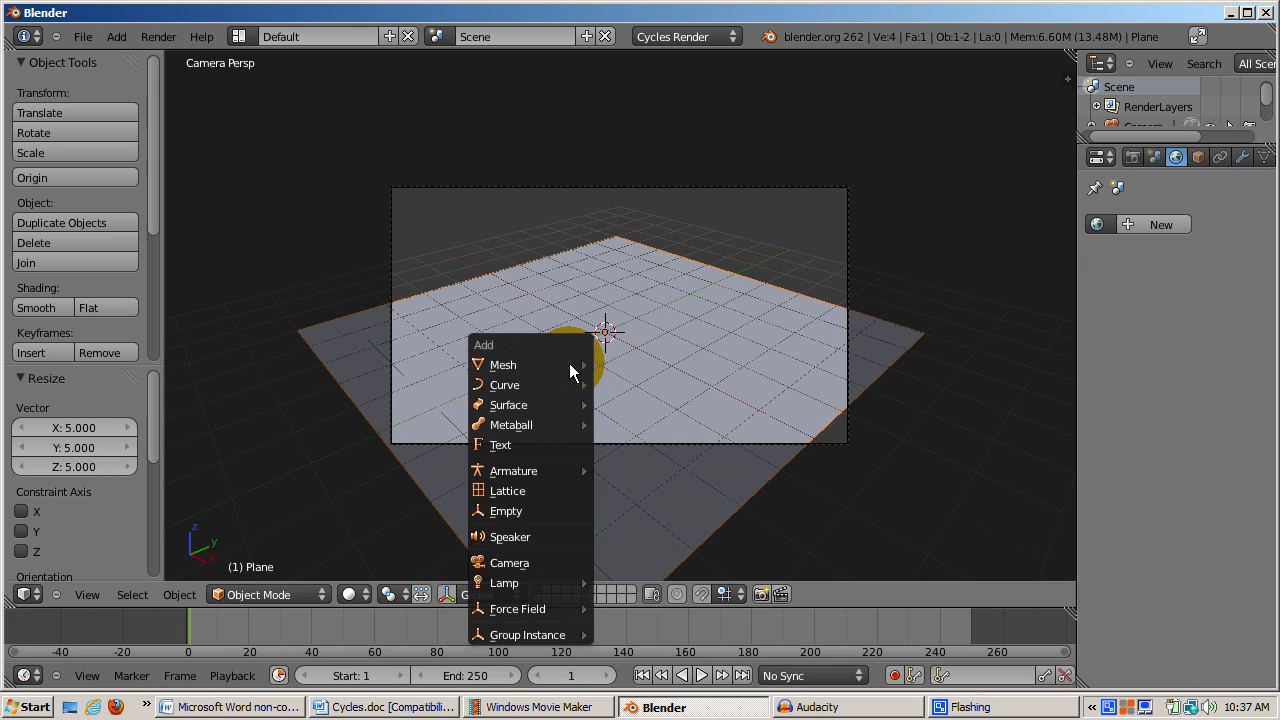 Blender
File Add Render Help Default Scene Cycles Render blender.org 262 | Ve:4 | Fa:1 | Ob:1-2 | La:0 | Mem:6.60M (13.48M) | Plane
Object Tools
Transform:
Translate
Rotate
Scale
Origin
Object:
Duplicate Objects
Delete
Join
Shading:
Smooth Flat
Keyframes:
Insert Remove
Resize
Vector
X: 5.000
Y: 5.000
Z: 5.000
Constraint Axis
X
Y
Z
Orientation
Camera Persp
Add
Mesh
Curve
Surface
Metaball
Text
Armature
Lattice
Empty
Speaker
Camera
Lamp
Force Field
Group Instance
z
y
(1) Plane
View Search All Scen
Scene
RenderLayers
New
View Select Object Object Mode
-40 -20 0 20 40 60 80 100 120 140 160 180 200 220 240 260
View Marker Frame Playback Start: 1 End: 250 1 No Sync
Start Microsoft Word non-co... Cycles.doc [Compatibili... Windows Movie Maker Blender Audacity Flashing 10:37 AM